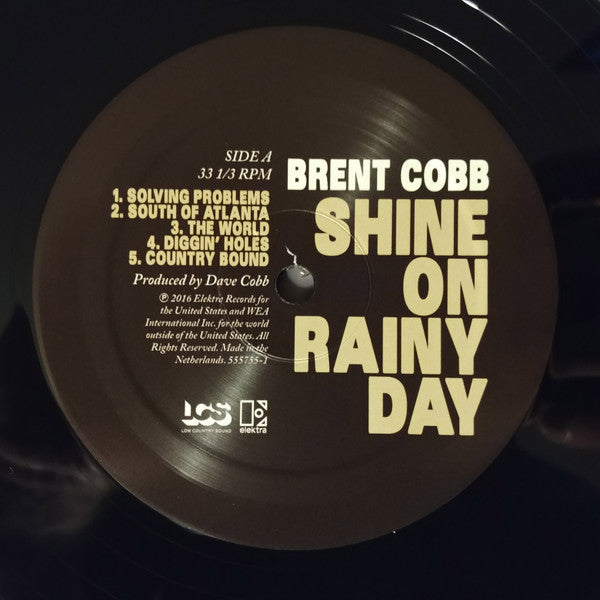 SIDE A
33 1/3 RPM
1. SOLVING PROBLEMS
2. SOUTH OF ATLANTA
3. THE WORLD
4. DIGGIN' HOLES
5. COUNTRY BOUND
Produced by Dave Cobb
℗ 2016 Elektra Records for
the United States and WEA
International Inc. for the world
outside of the United States. All
Rights Reserved. Made in the
Netherlands. 555755-1
LCS
LOW COUNTRY SOUND
elektra
BRENT COBB
SHINE
ON
RAINY
DAY